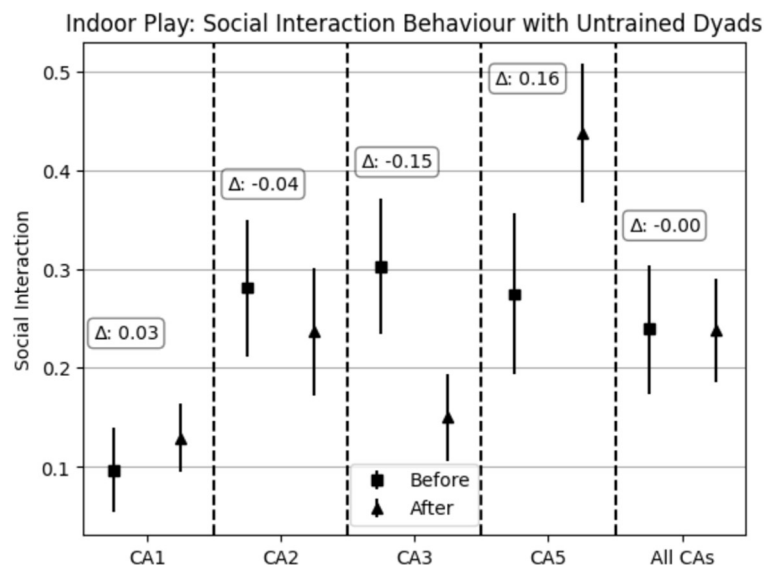 Indoor Play: Social Interaction Behaviour with Untrained Dyads
Social Interaction
0.5
0.4
0.3
0.2
0.1
Δ: 0.03
Δ: -0.04
Δ: -0.15
Δ: 0.16
Δ: -0.00
Before
After
CA1
CA2
CA3
CA5
All CAs